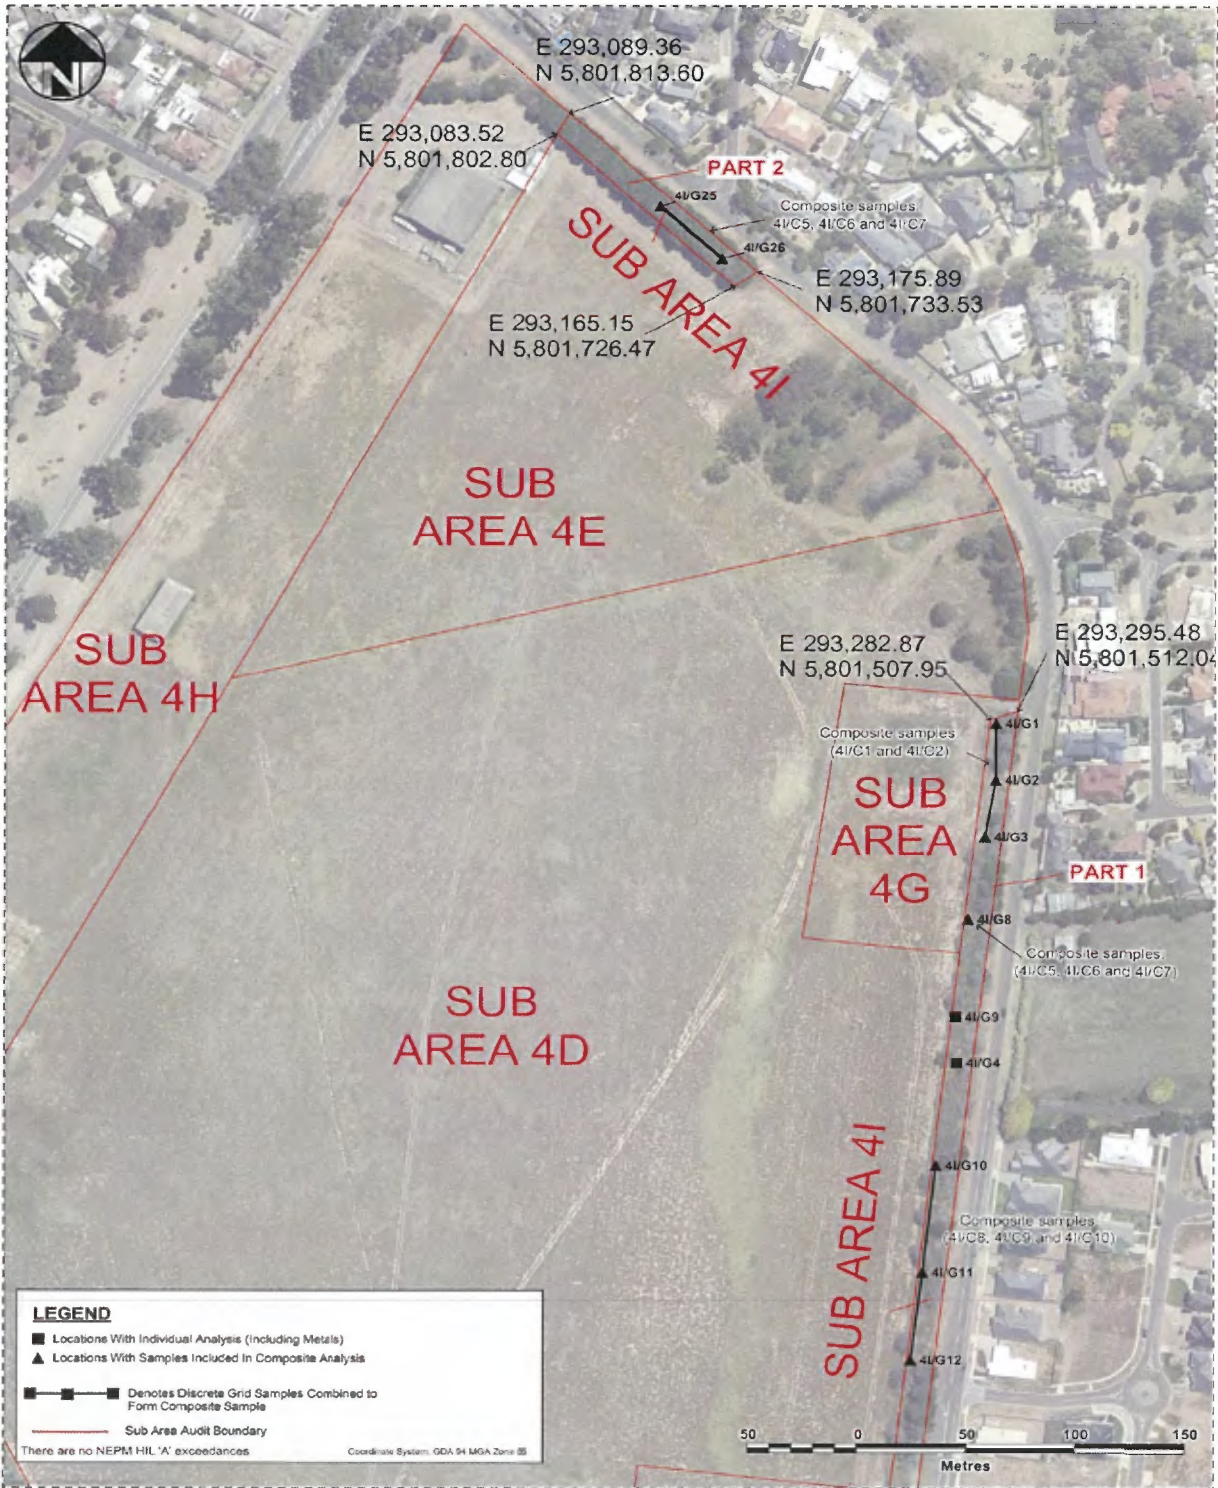 N
E 293,089.36
N 5,801,813.60
E 293,083.52
N 5,801,802.80
PART 2
4I/G25
Composite samples
4I/C5, 4I/C6 and 4I/C7
4I/G26
SUB AREA 4I
E 293,175.89
N 5,801,733.53
E 293,165.15
N 5,801,726.47
SUB
AREA 4E
SUB
AREA 4H
E 293,282.87
N 5,801,507.95
E 293,295.48
N 5,801,512.04
4I/G1
Composite samples
(4I/C1 and 4I/C2)
4I/G2
SUB
AREA
4G
4I/G3
PART 1
4I/G8
Composite samples
(4I/C5, 4I/C6 and 4I/C7)
SUB
AREA 4D
4I/G9
4I/G4
SUB AREA 4I
4I/G10
Composite samples
(4I/C8, 4I/C9 and 4I/C10)
4I/G11
4I/G12
LEGEND
Locations With Individual Analysis (Including Metals)
Locations With Samples Included In Composite Analysis
Denotes Discrete Grid Samples Combined to
Form Composite Sample
Sub Area Audit Boundary
There are no NEPM HIL 'A' exceedances
Coordinate System: GDA 94 MGA Zone 55
50 0 50 100 150
Metres